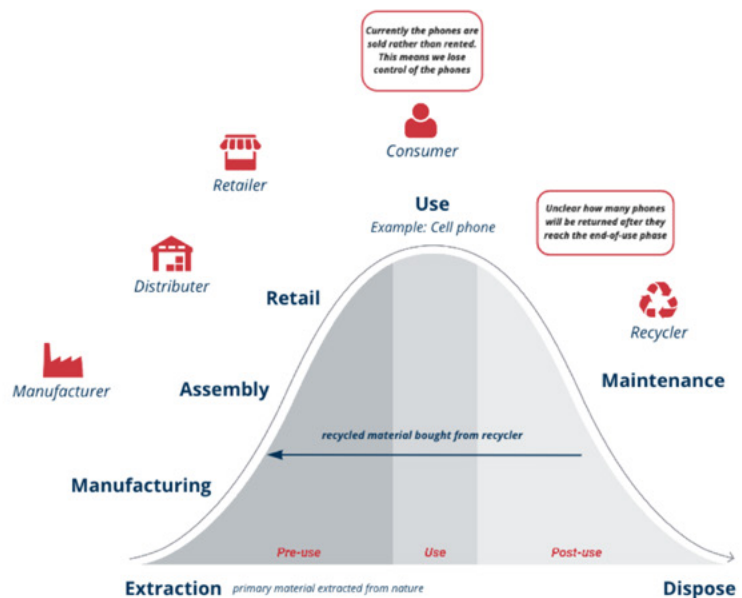 Currently the phones are
sold rather than rented.
This means we lose
control of the phones
Consumer
Retailer
Use
Example: Cell phone
Unclear how many phones
will be returned after they
reach the end-of-use phase
Distributer
Retail
Recycler
Manufacturer
Assembly
Maintenance
recycled material bought from recycler
Manufacturing
Pre-use
Use
Post-use
Extraction
primary material extracted from nature
Dispose